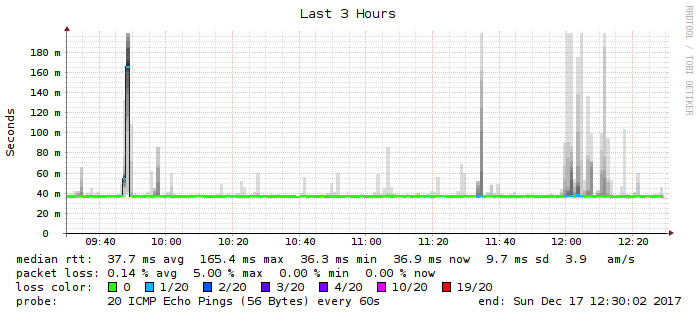 Last 3 Hours
RRDTOOL / TOBI OETIKER
Seconds
180 m
160 m
140 m
120 m
100 m
80 m
60 m
40 m
20 m
0
09:40 10:00 10:20 10:40 11:00 11:20 11:40 12:00 12:20
median rtt: 37.7 ms avg 165.4 ms max 36.3 ms min 36.9 ms now 9.7 ms sd 3.9 am/s
packet loss: 0.14 % avg 5.00 % max 0.00 % min 0.00 % now
loss color: 0 1/20 2/20 3/20 4/20 10/20 19/20
probe: 20 ICMP Echo Pings (56 Bytes) every 60s end: Sun Dec 17 12:30:02 2017